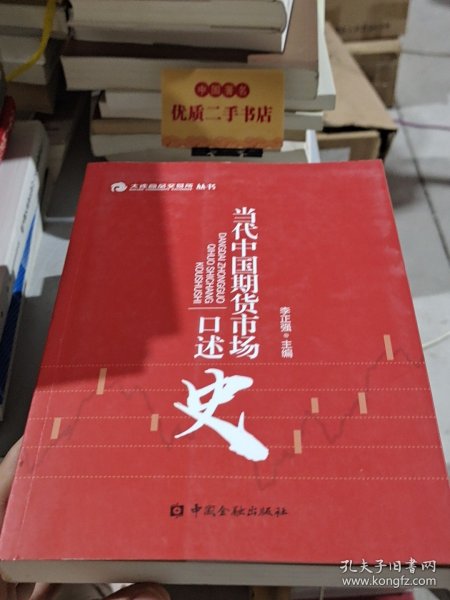 中国著名
优质二手书店
大连商品交易所 丛书
当代中国期货市场
口述
史
DANGDAI ZHONGGUO
QIHUO SHICHANG
KOUSHUSHI
李正强 · 主编
中国金融出版社
孔夫子旧书网
www.kongfz.com